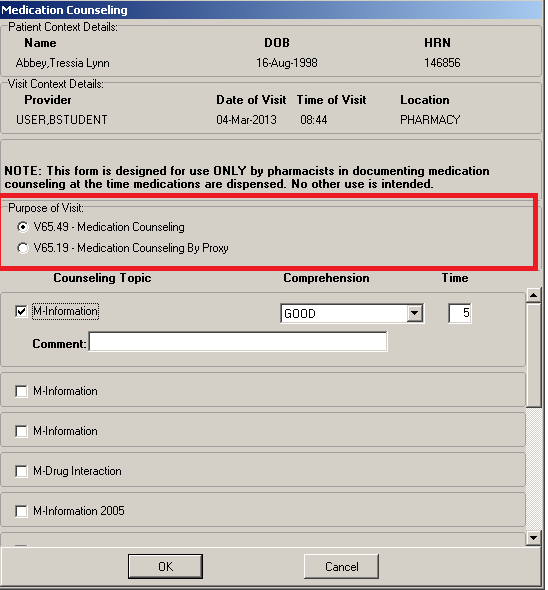 Medication Counseling
Patient Context Details:
Name DOB HRN
Abbey,Tressia Lynn 16-Aug-1998 146856
Visit Context Details:
Provider Date of Visit Time of Visit Location
USER,BSTUDENT 04-Mar-2013 08:44 PHARMACY
NOTE: This form is designed for use ONLY by pharmacists in documenting medication
counseling at the time medications are dispensed. No other use is intended.
Purpose of Visit:
V65.49 - Medication Counseling
V65.19 - Medication Counseling By Proxy
Counseling Topic Comprehension Time
M-Information GOOD 5
Comment:
M-Information
M-Information
M-Drug Interaction
M-Information 2005
OK Cancel